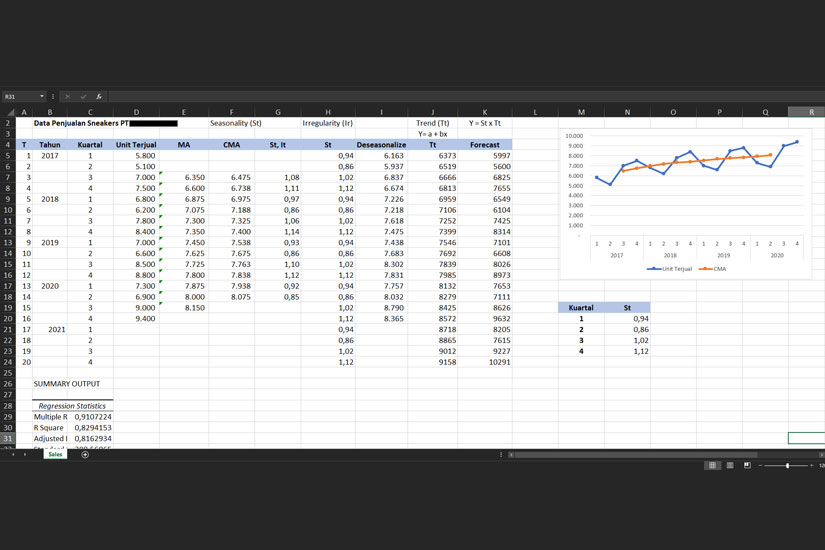 R31
fx
A B C D E F G H I J K L M N O P Q R
2 Data Penjualan Sneakers PT Seasonality (St) Irregularity (Ir) Trend (Tt) Y = St x Tt
3 Y= a + bx
4 T Tahun Kuartal Unit Terjual MA CMA St, It St Deseasonalize Tt Forecast
5 1 2017 1 5.800 0,94 6.163 6373 5997
6 2 2 5.100 0,86 5.937 6519 5600
7 3 3 7.000 6.350 6.475 1,08 1,02 6.837 6666 6825
8 4 4 7.500 6.600 6.738 1,11 1,12 6.674 6813 7655
9 5 2018 1 6.800 6.875 6.975 0,97 0,94 7.226 6959 6549
10 6 2 6.200 7.075 7.188 0,86 0,86 7.218 7106 6104
11 7 3 7.800 7.300 7.325 1,06 1,02 7.618 7252 7425
12 8 4 8.400 7.350 7.400 1,14 1,12 7.475 7399 8314
13 9 2019 1 7.000 7.450 7.538 0,93 0,94 7.438 7546 7101
14 10 2 6.600 7.625 7.675 0,86 0,86 7.683 7692 6608
15 11 3 8.500 7.725 7.763 1,10 1,02 8.302 7839 8026
16 12 4 8.800 7.800 7.838 1,12 1,12 7.831 7985 8973
17 13 2020 1 7.300 7.875 7.938 0,92 0,94 7.757 8132 7653
18 14 2 6.900 8.000 8.075 0,85 0,86 8.032 8279 7111
19 15 3 9.000 8.150 1,02 8.790 8425 8626
20 16 4 9.400 1,12 8.365 8572 9632
21 17 2021 1 0,94 8718 8205
22 18 2 0,86 8865 7615
23 19 3 1,02 9012 9227
24 20 4 1,12 9158 10291
25
26 SUMMARY OUTPUT
27
28 Regression Statistics
29 Multiple R 0,9107224
30 R Square 0,8294153
31 Adjusted 0,8162934
10.000
9.000
8.000
7.000
6.000
5.000
4.000
3.000
2.000
1.000
-
1 2 3 4 1 2 3 4 1 2 3 4 1 2 3 4
2017 2018 2019 2020
Unit Terjual CMA
Kuartal St
1 0,94
2 0,86
3 1,02
4 1,12
Sales